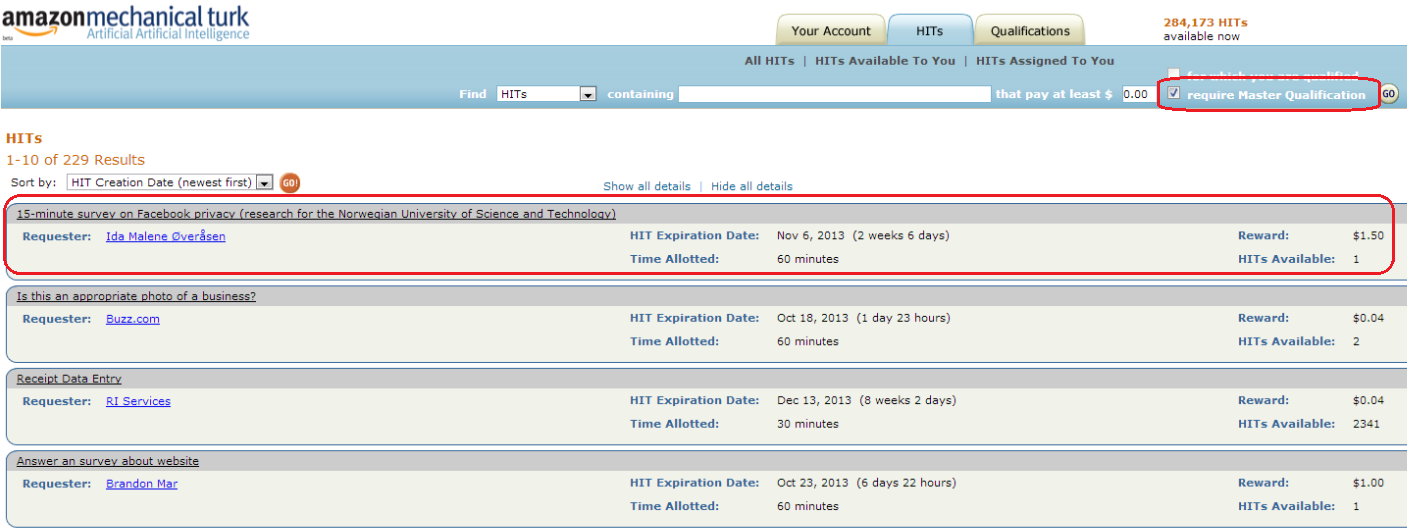 amazonmechanical turk
beta
Artificial Artificial Intelligence
Your Account
HITs
Qualifications
284,173 HITs
available now
All HITs | HITs Available To You | HITs Assigned To You
for which you are qualified
Find HITs containing that pay at least $ 0.00 require Master Qualification GO
HITs
1-10 of 229 Results
Sort by: HIT Creation Date (newest first) GO! Show all details | Hide all details
15-minute survey on Facebook privacy (research for the Norwegian University of Science and Technology)
Requester: Ida Malene Øveråsen HIT Expiration Date: Nov 6, 2013 (2 weeks 6 days) Reward: $1.50
Time Allotted: 60 minutes HITs Available: 1
Is this an appropriate photo of a business?
Requester: Buzz.com HIT Expiration Date: Oct 18, 2013 (1 day 23 hours) Reward: $0.04
Time Allotted: 60 minutes HITs Available: 2
Receipt Data Entry
Requester: RI Services HIT Expiration Date: Dec 13, 2013 (8 weeks 2 days) Reward: $0.04
Time Allotted: 30 minutes HITs Available: 2341
Answer an survey about website
Requester: Brandon Mar HIT Expiration Date: Oct 23, 2013 (6 days 22 hours) Reward: $1.00
Time Allotted: 60 minutes HITs Available: 1